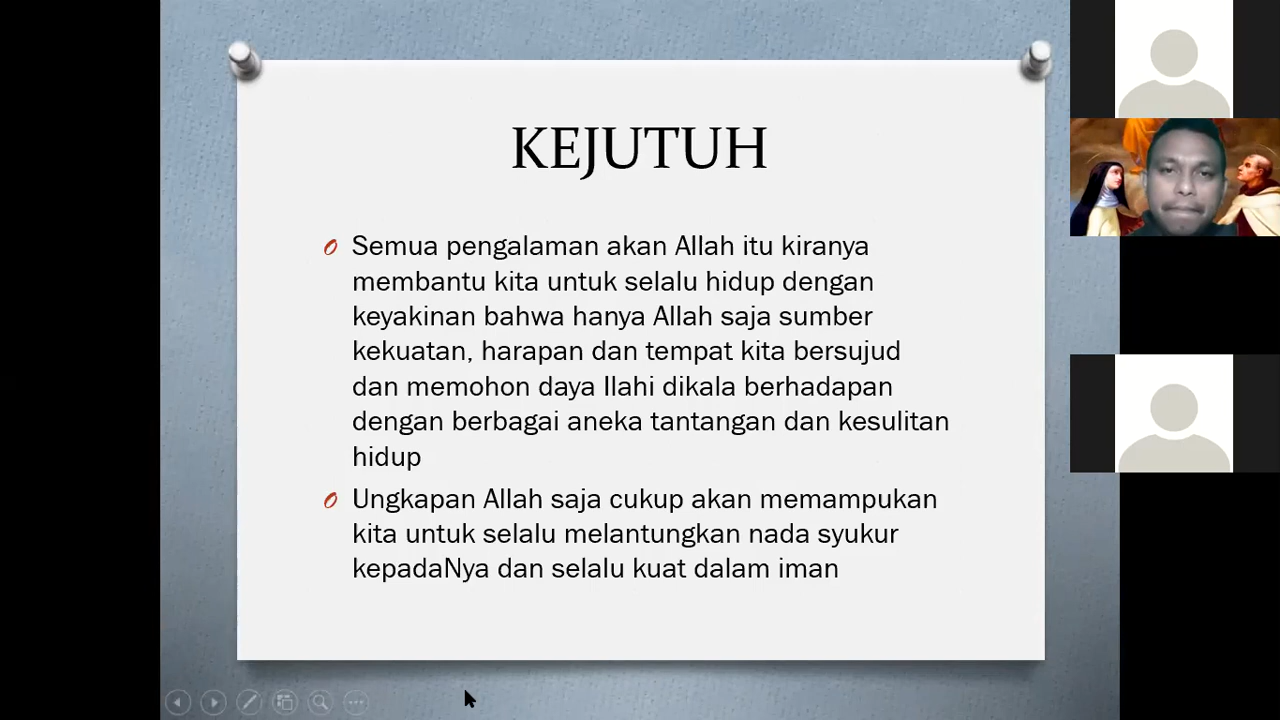 KEJUTUH
Semua pengalaman akan Allah itu kiranya
membantu kita untuk selalu hidup dengan
keyakinan bahwa hanya Allah saja sumber
kekuatan, harapan dan tempat kita bersujud
dan memohon daya Ilahi dikala berhadapan
dengan berbagai aneka tantangan dan kesulitan
hidup
Ungkapan Allah saja cukup akan memampukan
kita untuk selalu melantungkan nada syukur
kepadaNya dan selalu kuat dalam iman